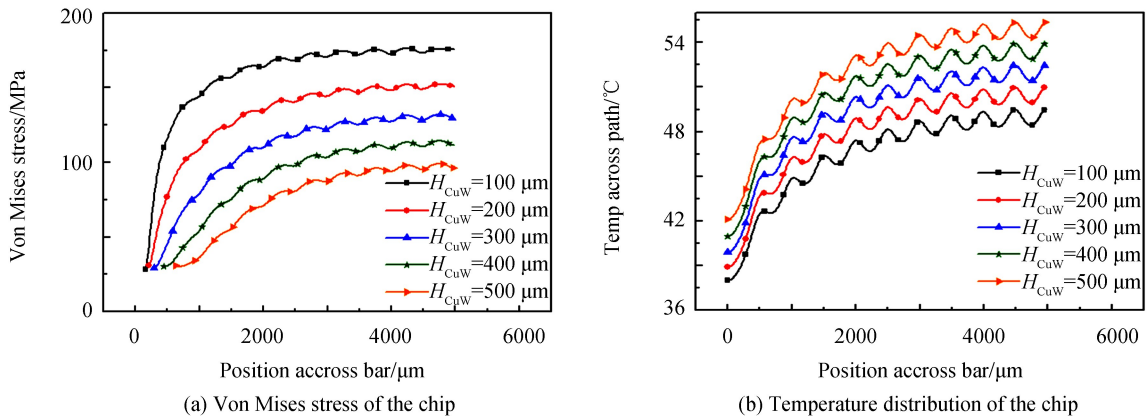 200
100
0
Von Mises stress/MPa
H_CuW=100 μm
H_CuW=200 μm
H_CuW=300 μm
H_CuW=400 μm
H_CuW=500 μm
0 2000 4000 6000
Position accross bar/μm
(a) Von Mises stress of the chip
54
48
42
36
Temp across path/℃
H_CuW=100 μm
H_CuW=200 μm
H_CuW=300 μm
H_CuW=400 μm
H_CuW=500 μm
0 2000 4000 6000
Position accross bar/μm
(b) Temperature distribution of the chip